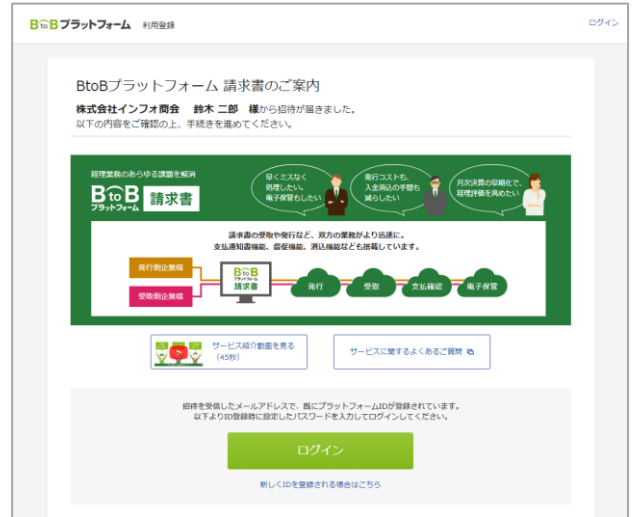 BtoBプラットフォーム 利用登録
ログイン
BtoBプラットフォーム 請求書のご案内
株式会社インフォ商会 鈴木 二郎 様から招待が届きました。
以下の内容をご確認の上、手続きを進めてください。
経理業務のあらゆる課題を解消
BtoB
プラットフォーム
請求書
早くミスなく
処理したい。
電子保管もしたい
発行コストも、
入金消込の手間も
減らしたい
月次決算の早期化で、
経理評価を高めたい
請求書の受取や発行など、双方の業務がより迅速に。
支払通知書機能、督促機能、消込機能なども搭載しています。
発行側企業様
受取側企業様
BtoB
プラットフォーム
請求書
発行
受取
支払確認
電子保管
サービス紹介動画を見る
(45秒)
サービスに関するよくあるご質問
招待を受信したメールアドレスで、既にプラットフォームIDが登録されています。
以下よりID登録時に設定したパスワードを入力してログインしてください。
ログイン
新しくIDを登録される場合はこちら